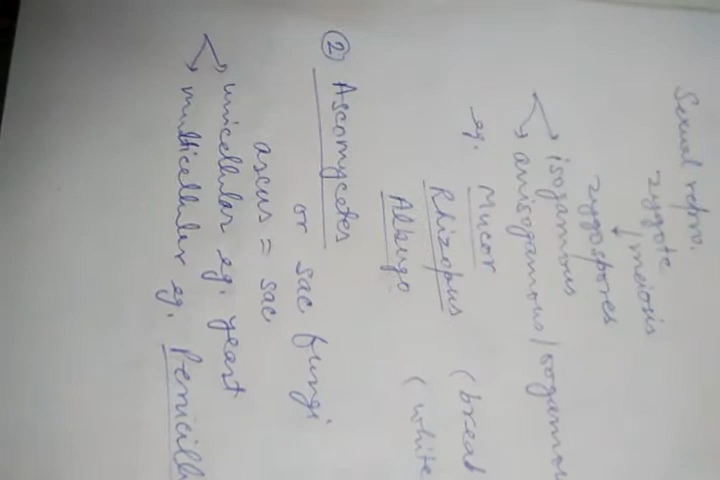 Sexual repro.
zygote
↓ meiosis
zygospores
→ isogamous
→ anisogamous/oogamou
eg. Mucor
Rhizopus (bread
Albugo (white
② Ascomycetes or sac fungi
ascus = sac
→ unicellular eg. yeast
→ multicellular eg. Penicill